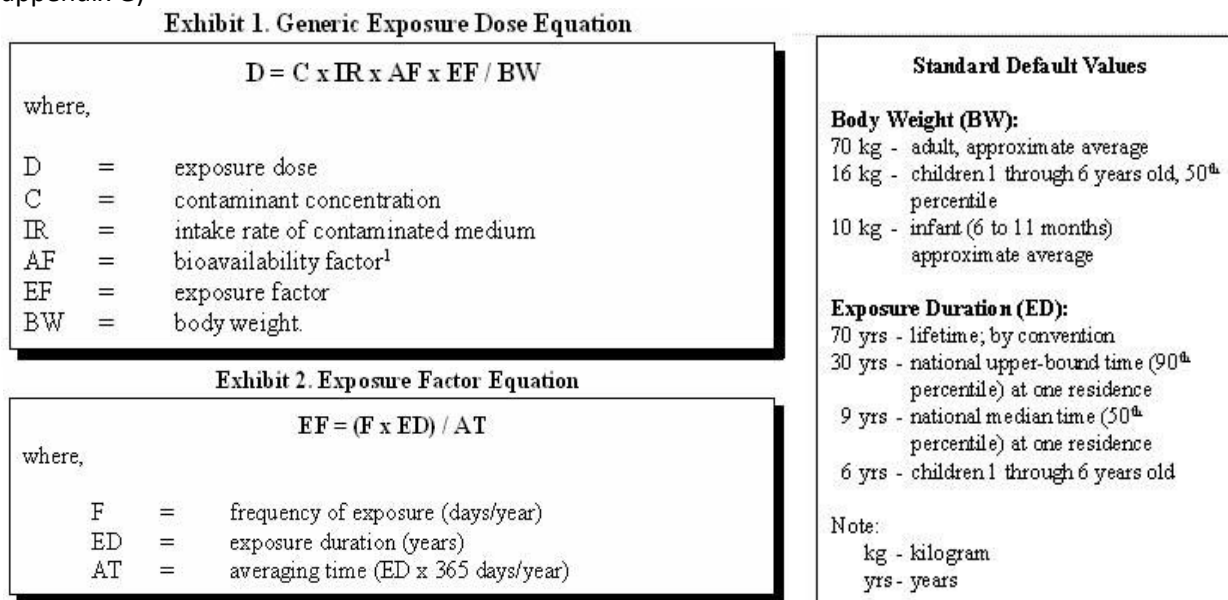 Exhibit 1. Generic Exposure Dose Equation
D = C x IR x AF x EF / BW
where,
D = exposure dose
C = contaminant concentration
IR = intake rate of contaminated medium
AF = bioavailability factor¹
EF = exposure factor
BW = body weight.
Exhibit 2. Exposure Factor Equation
EF = (F x ED) / AT
where,
F = frequency of exposure (days/year)
ED = exposure duration (years)
AT = averaging time (ED x 365 days/year)
Standard Default Values
Body Weight (BW):
70 kg - adult, approximate average
16 kg - children 1 through 6 years old, 50th
percentile
10 kg - infant (6 to 11 months)
approximate average
Exposure Duration (ED):
70 yrs - lifetime; by convention
30 yrs - national upper-bound time (90th
percentile) at one residence
9 yrs - national median time (50th
percentile) at one residence
6 yrs - children 1 through 6 years old
Note:
kg - kilogram
yrs - years